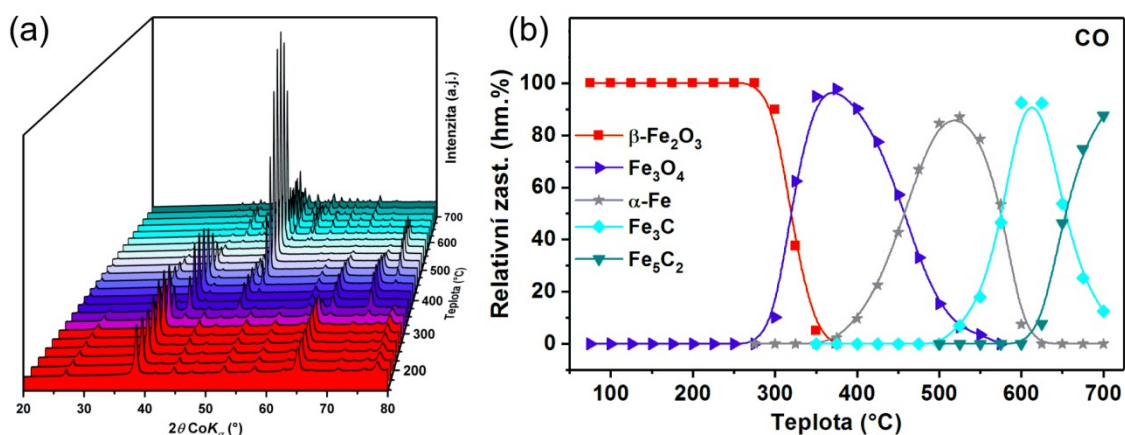 (a)
Intenzita (a.j.)
700
600
500
400
300
200
Teplota (°C)
20 30 40 50 60 70 80
2θ CoKα (°)
(b)
CO
Relativní zast. (hm.%)
100
80
60
40
20
0
β-Fe₂O₃
Fe₃O₄
α-Fe
Fe₃C
Fe₅C₂
100 200 300 400 500 600 700
Teplota (°C)